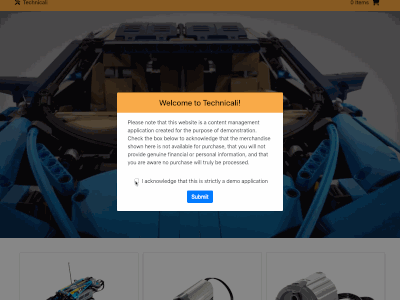 Technicali
0 Items
Welcome to Technicali!
Please note that this website is a content management
application created for the purpose of demonstration.
Check the box below to acknowledge that the merchandise
shown here is not available for purchase, that you will not
provide genuine financial or personal information, and that
you are aware no purchase will truly be processed.
I acknowledge that this is strictly a demo application
Submit